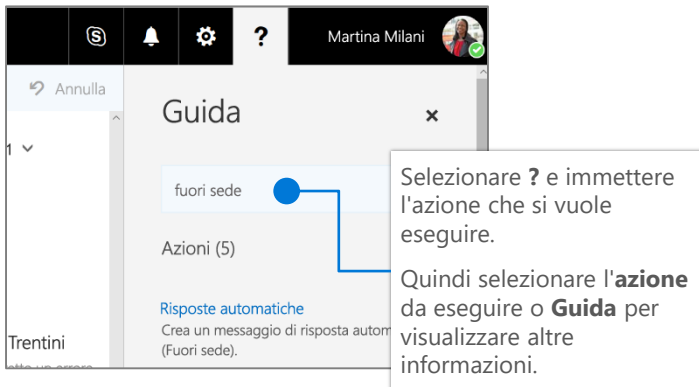 ? Martina Milani
Annulla
Guida
×
1
fuori sede
Azioni (5)
Risposte automatiche
Crea un messaggio di risposta autom
(Fuori sede).
Trentini
Selezionare ? e immettere
l'azione che si vuole
eseguire.
Quindi selezionare l'azione
da eseguire o Guida per
visualizzare altre
informazioni.